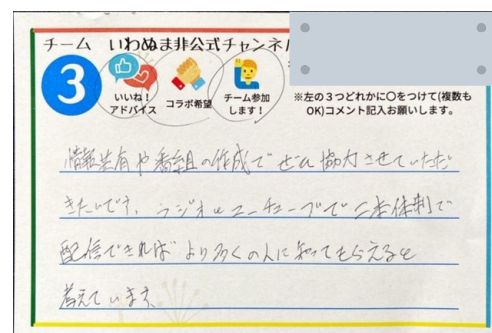 チーム いわぬま非公式チャンネル
3
いいね!
アドバイス
コラボ希望
チーム参加
します!
※左の3つどれかに○をつけて(複数も
OK)コメント記入お願いします。
情報共有や番組の作成でぜひ協力させていただ
きたいです。ラジオとユーチューブで二本体制で
配信できればより多くの人に知ってもらえると
考えています